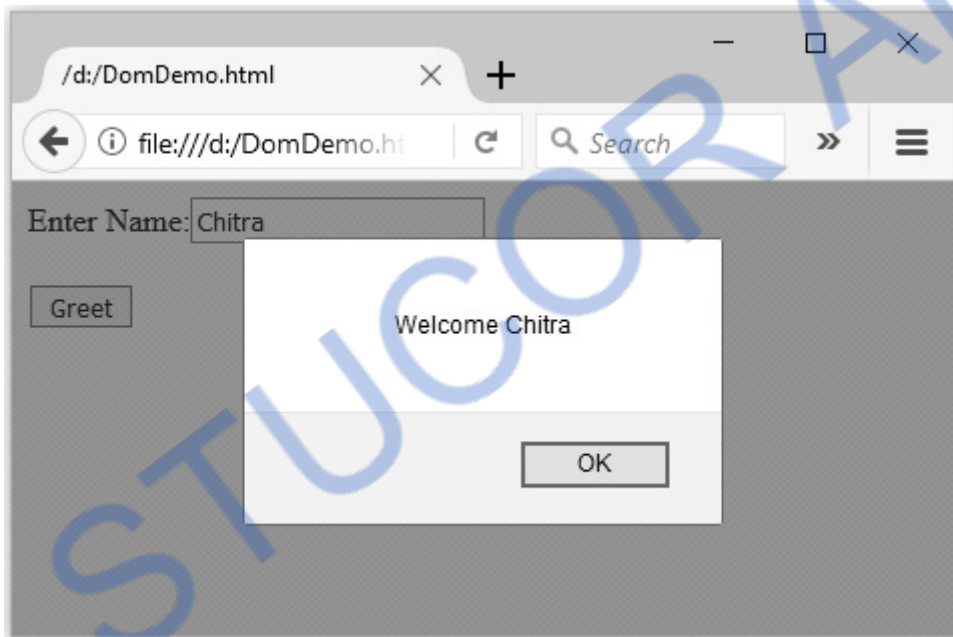 /d:/DomDemo.html
file:///d:/DomDemo.ht
Search
Enter Name: Chitra
Greet
Welcome Chitra
OK
STUCOR A